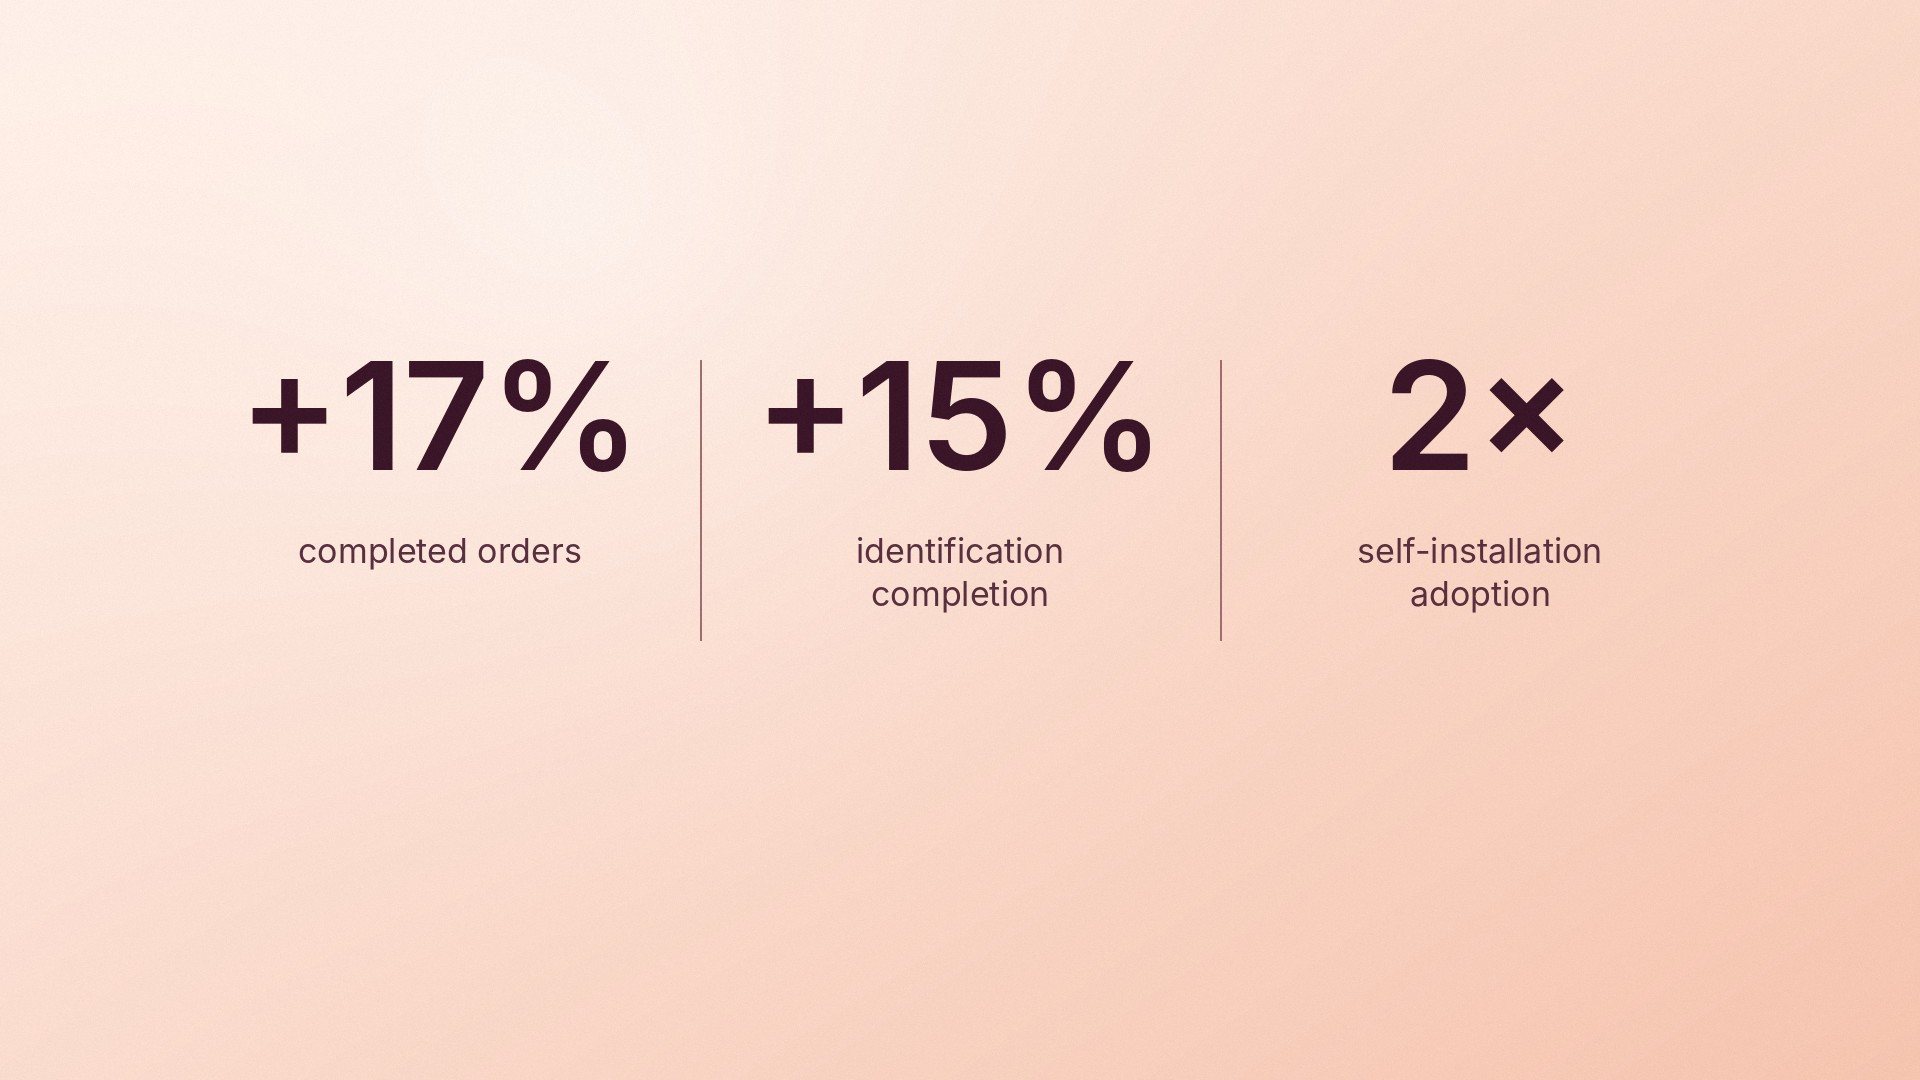 +17%
completed orders
+15%
identification
completion
2×
self-installation
adoption